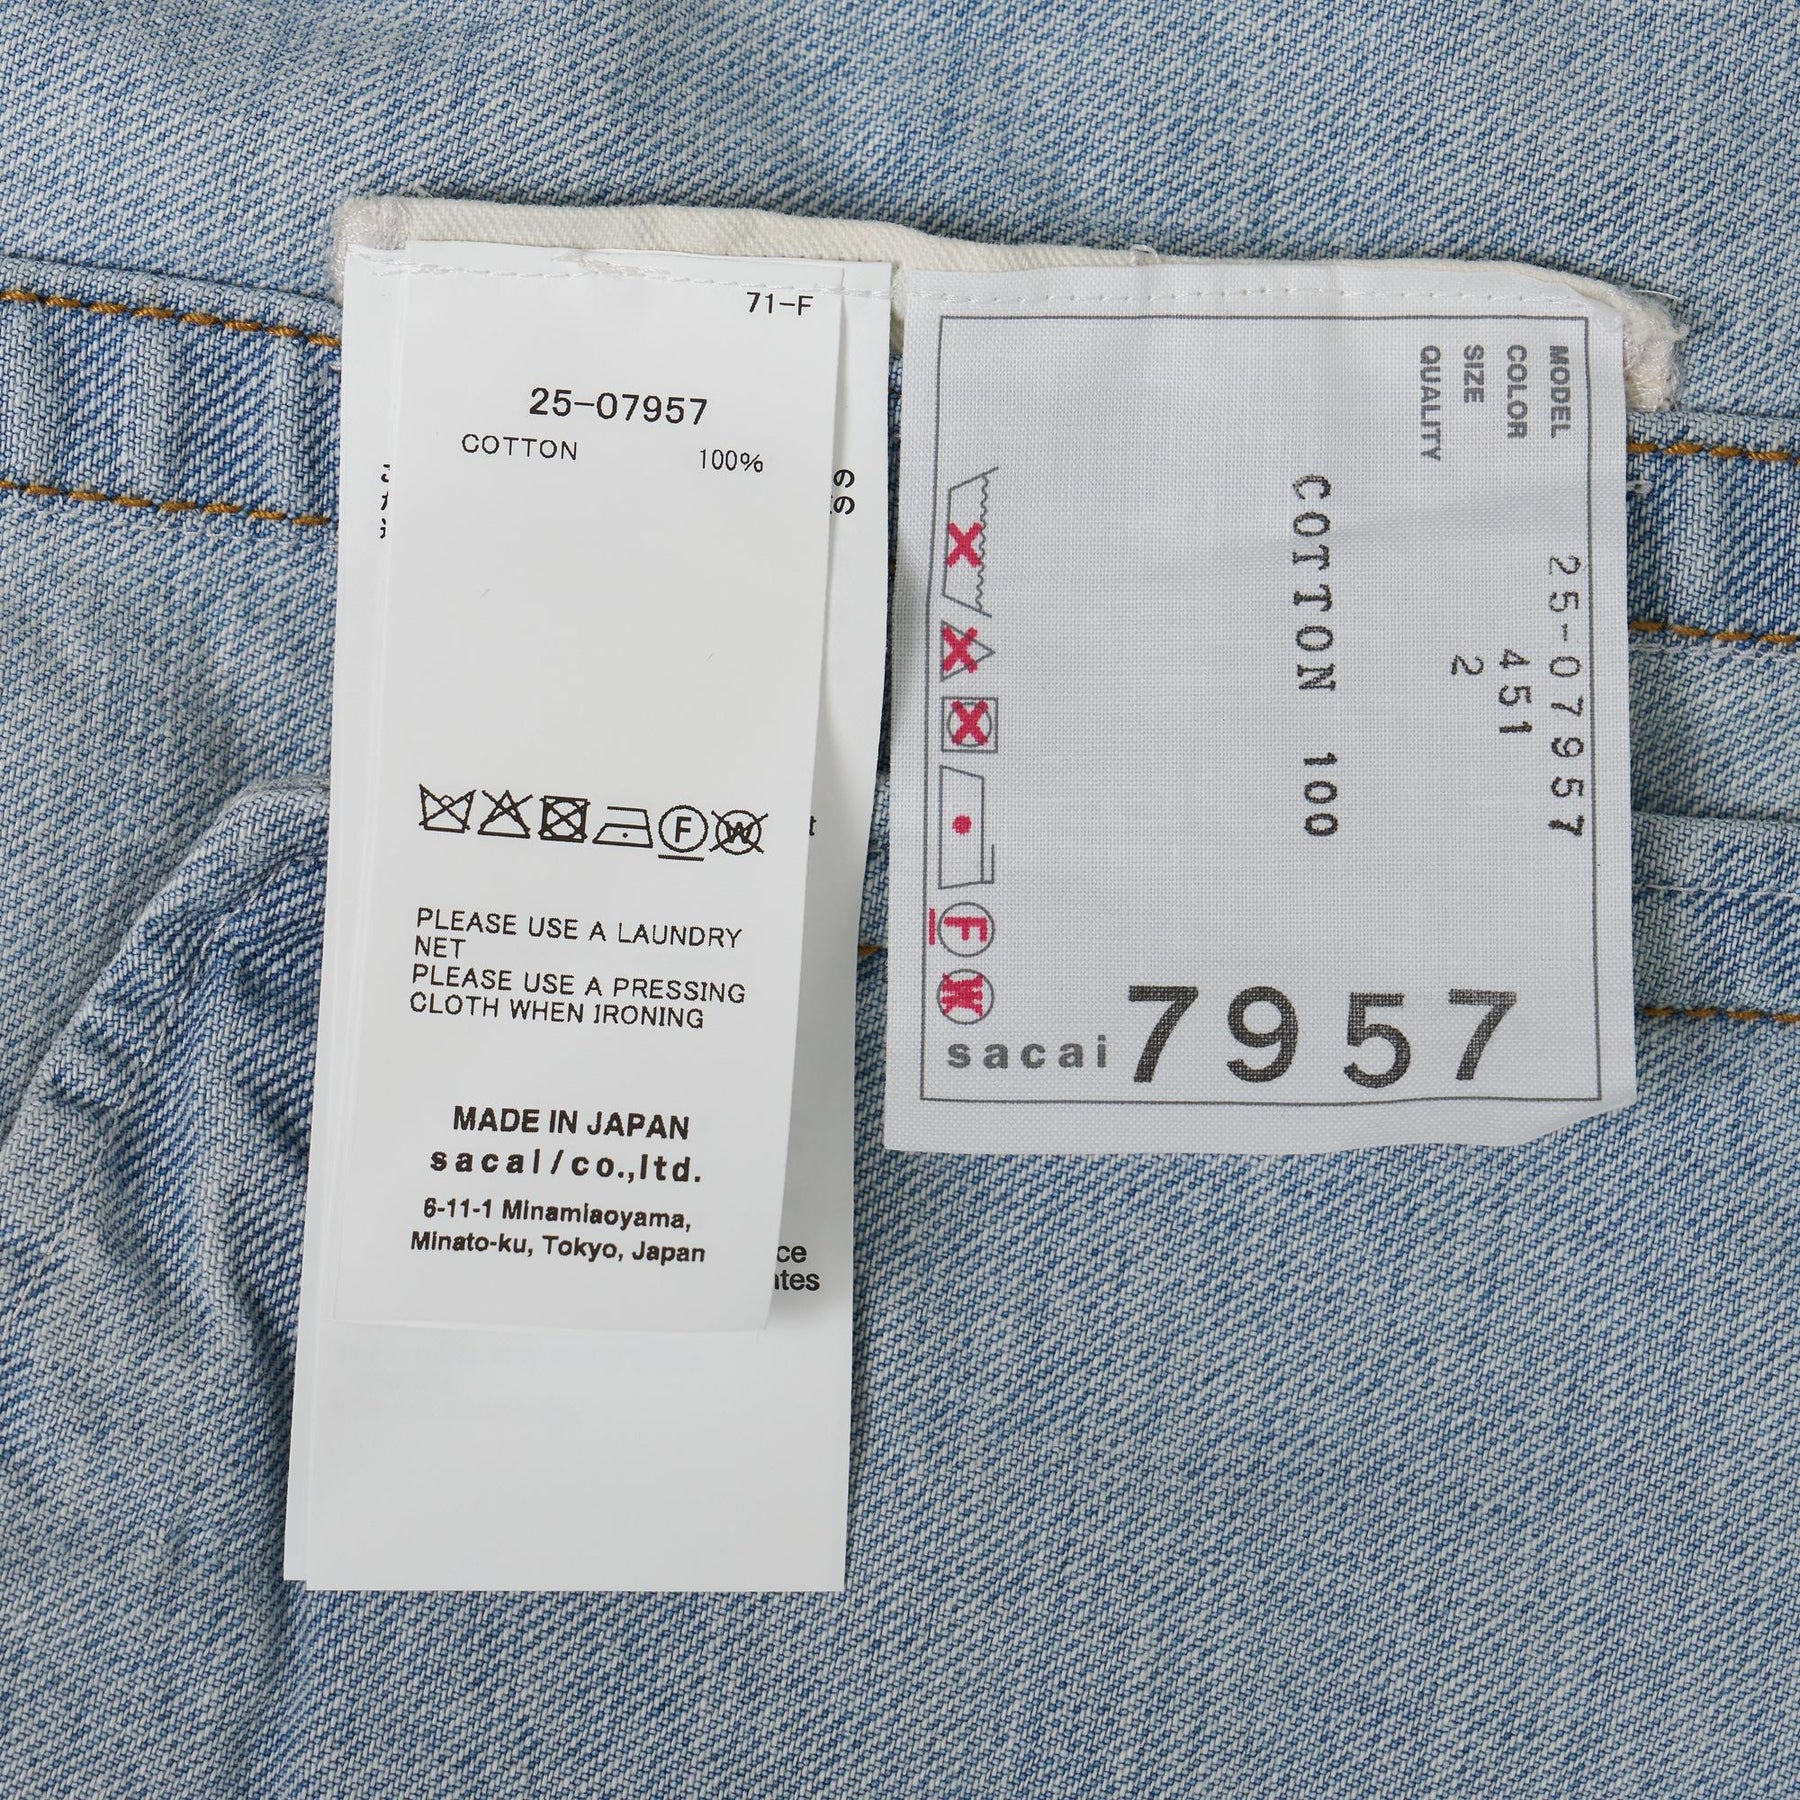 71-F
25-07957
COTTON 100%
F W
PLEASE USE A LAUNDRY
NET
PLEASE USE A PRESSING
CLOTH WHEN IRONING
MADE IN JAPAN
sacai/co.,ltd.
6-11-1 Minamiaoyama,
Minato-ku, Tokyo, Japan
MODEL 25-07957
COLOR 451
SIZE 2
QUALITY
COTTON 100
F
W
sacai 7957